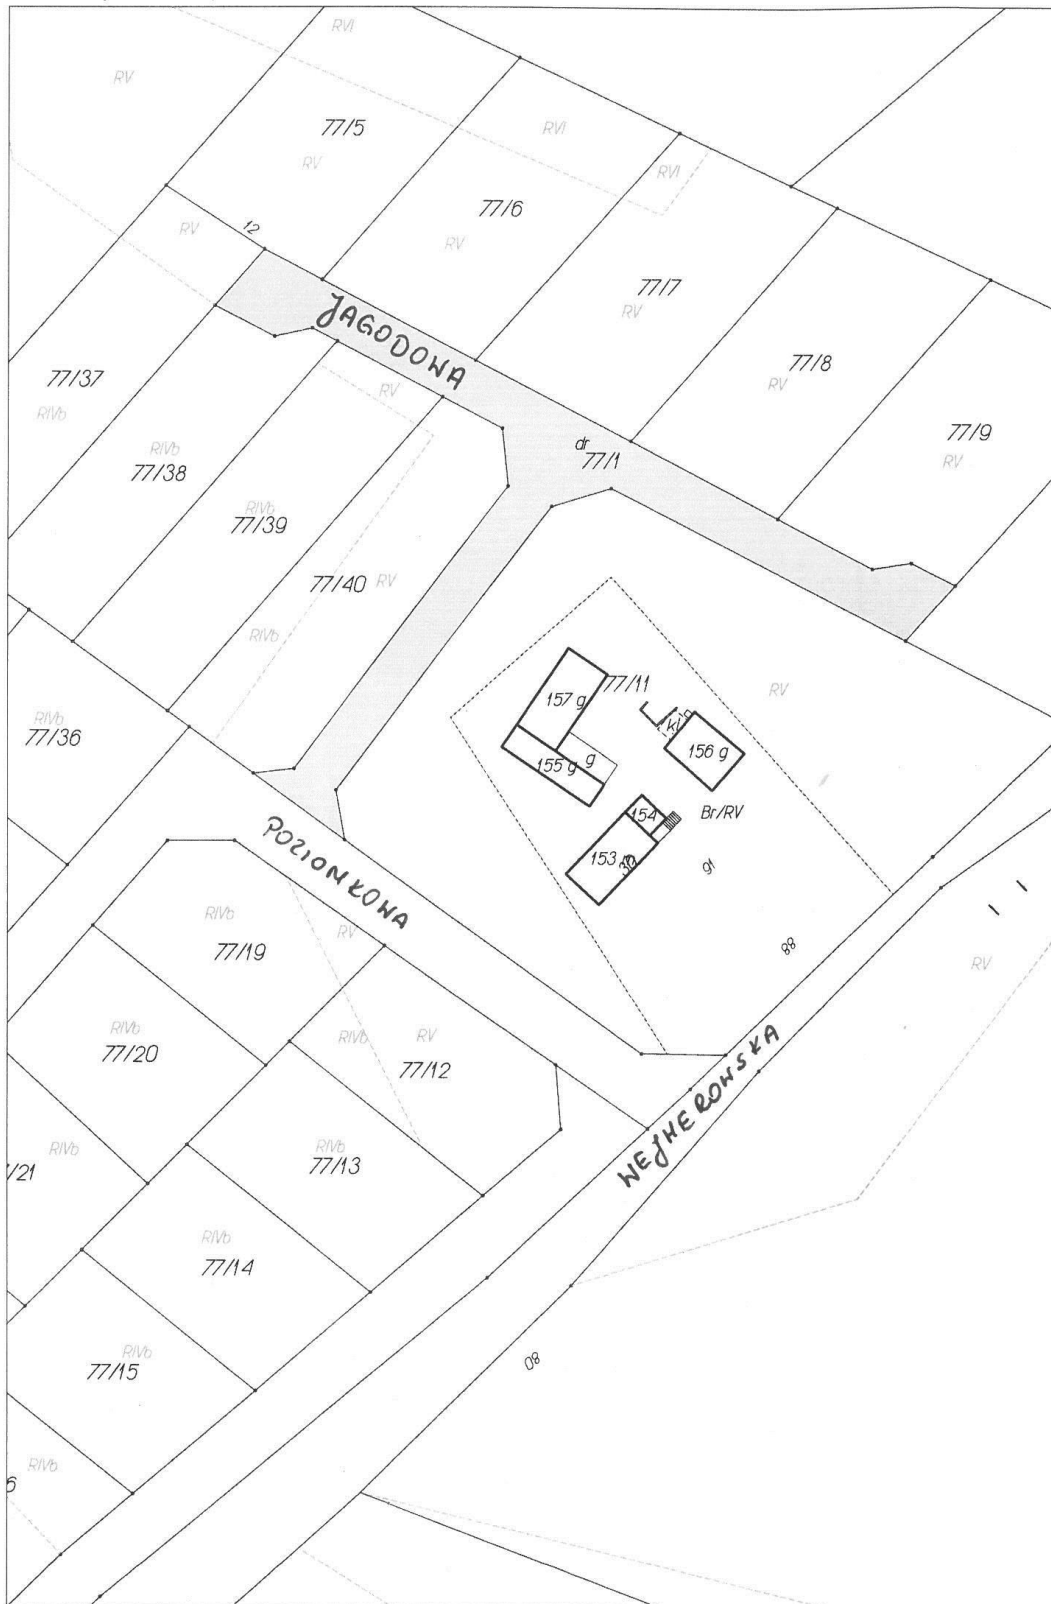 RVI
RV
77/5
RVI
RV
RVI
77/6
RV
12
RV
77/7
RV
JAGODOWA
77/8
RV
77/37
RIVb
RV
77/9
RV
dr
77/1
RIVb
77/38
RIVb
77/39
77/40
RV
RIVb
77/11
RV
157 g
RIVb
77/36
kl
156 g
155 g
g
154
Br/RV
POZIOMKOWA
153
91
RIVb
RV
77/19
88
RV
RIVb
77/20
RIVb
RV
77/12
WEJHEROWSKA
RIVb
/21
RIVb
77/13
RIVb
77/14
RIVb
77/15
80
RIVb
6